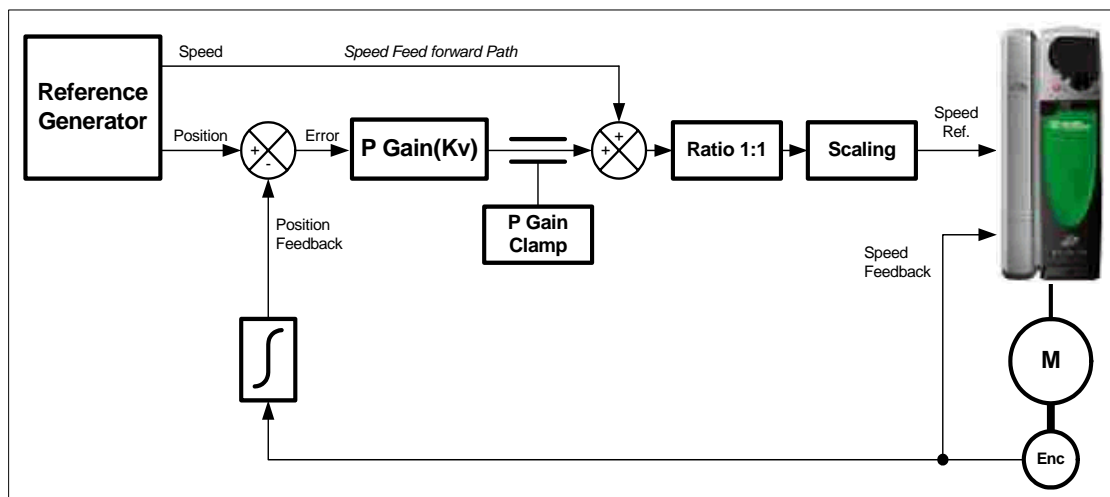 Speed
Speed Feed forward Path
Reference
Generator
Position
Error
P Gain(Kv)
Ratio 1:1
Scaling
Speed
Ref.
P Gain
Clamp
Position
Feedback
Speed
Feedback
M
Enc